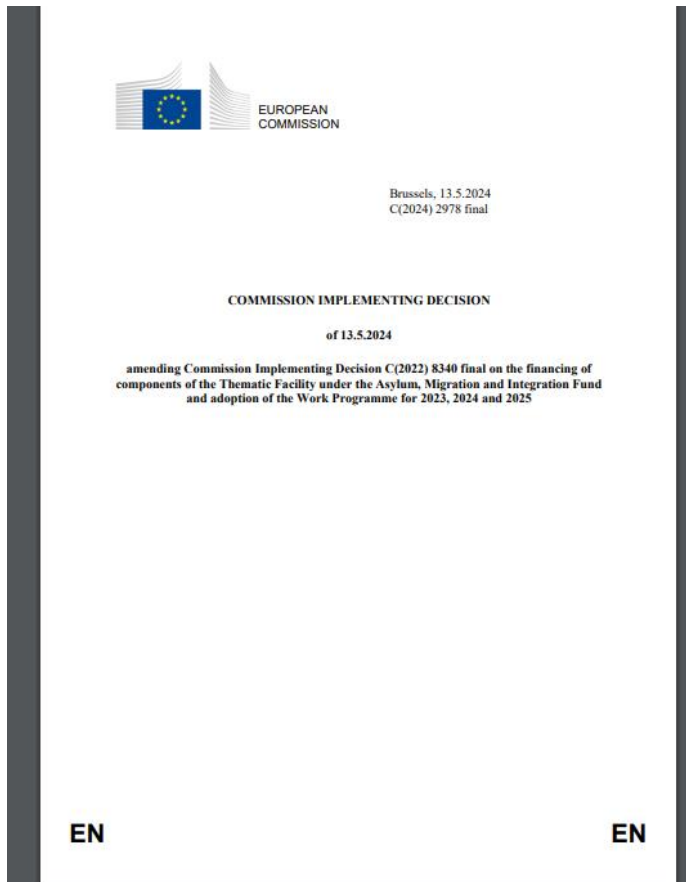 EUROPEAN
COMMISSION
Brussels, 13.5.2024
C(2024) 2978 final
COMMISSION IMPLEMENTING DECISION
of 13.5.2024
amending Commission Implementing Decision C(2022) 8340 final on the financing of
components of the Thematic Facility under the Asylum, Migration and Integration Fund
and adoption of the Work Programme for 2023, 2024 and 2025
EN EN